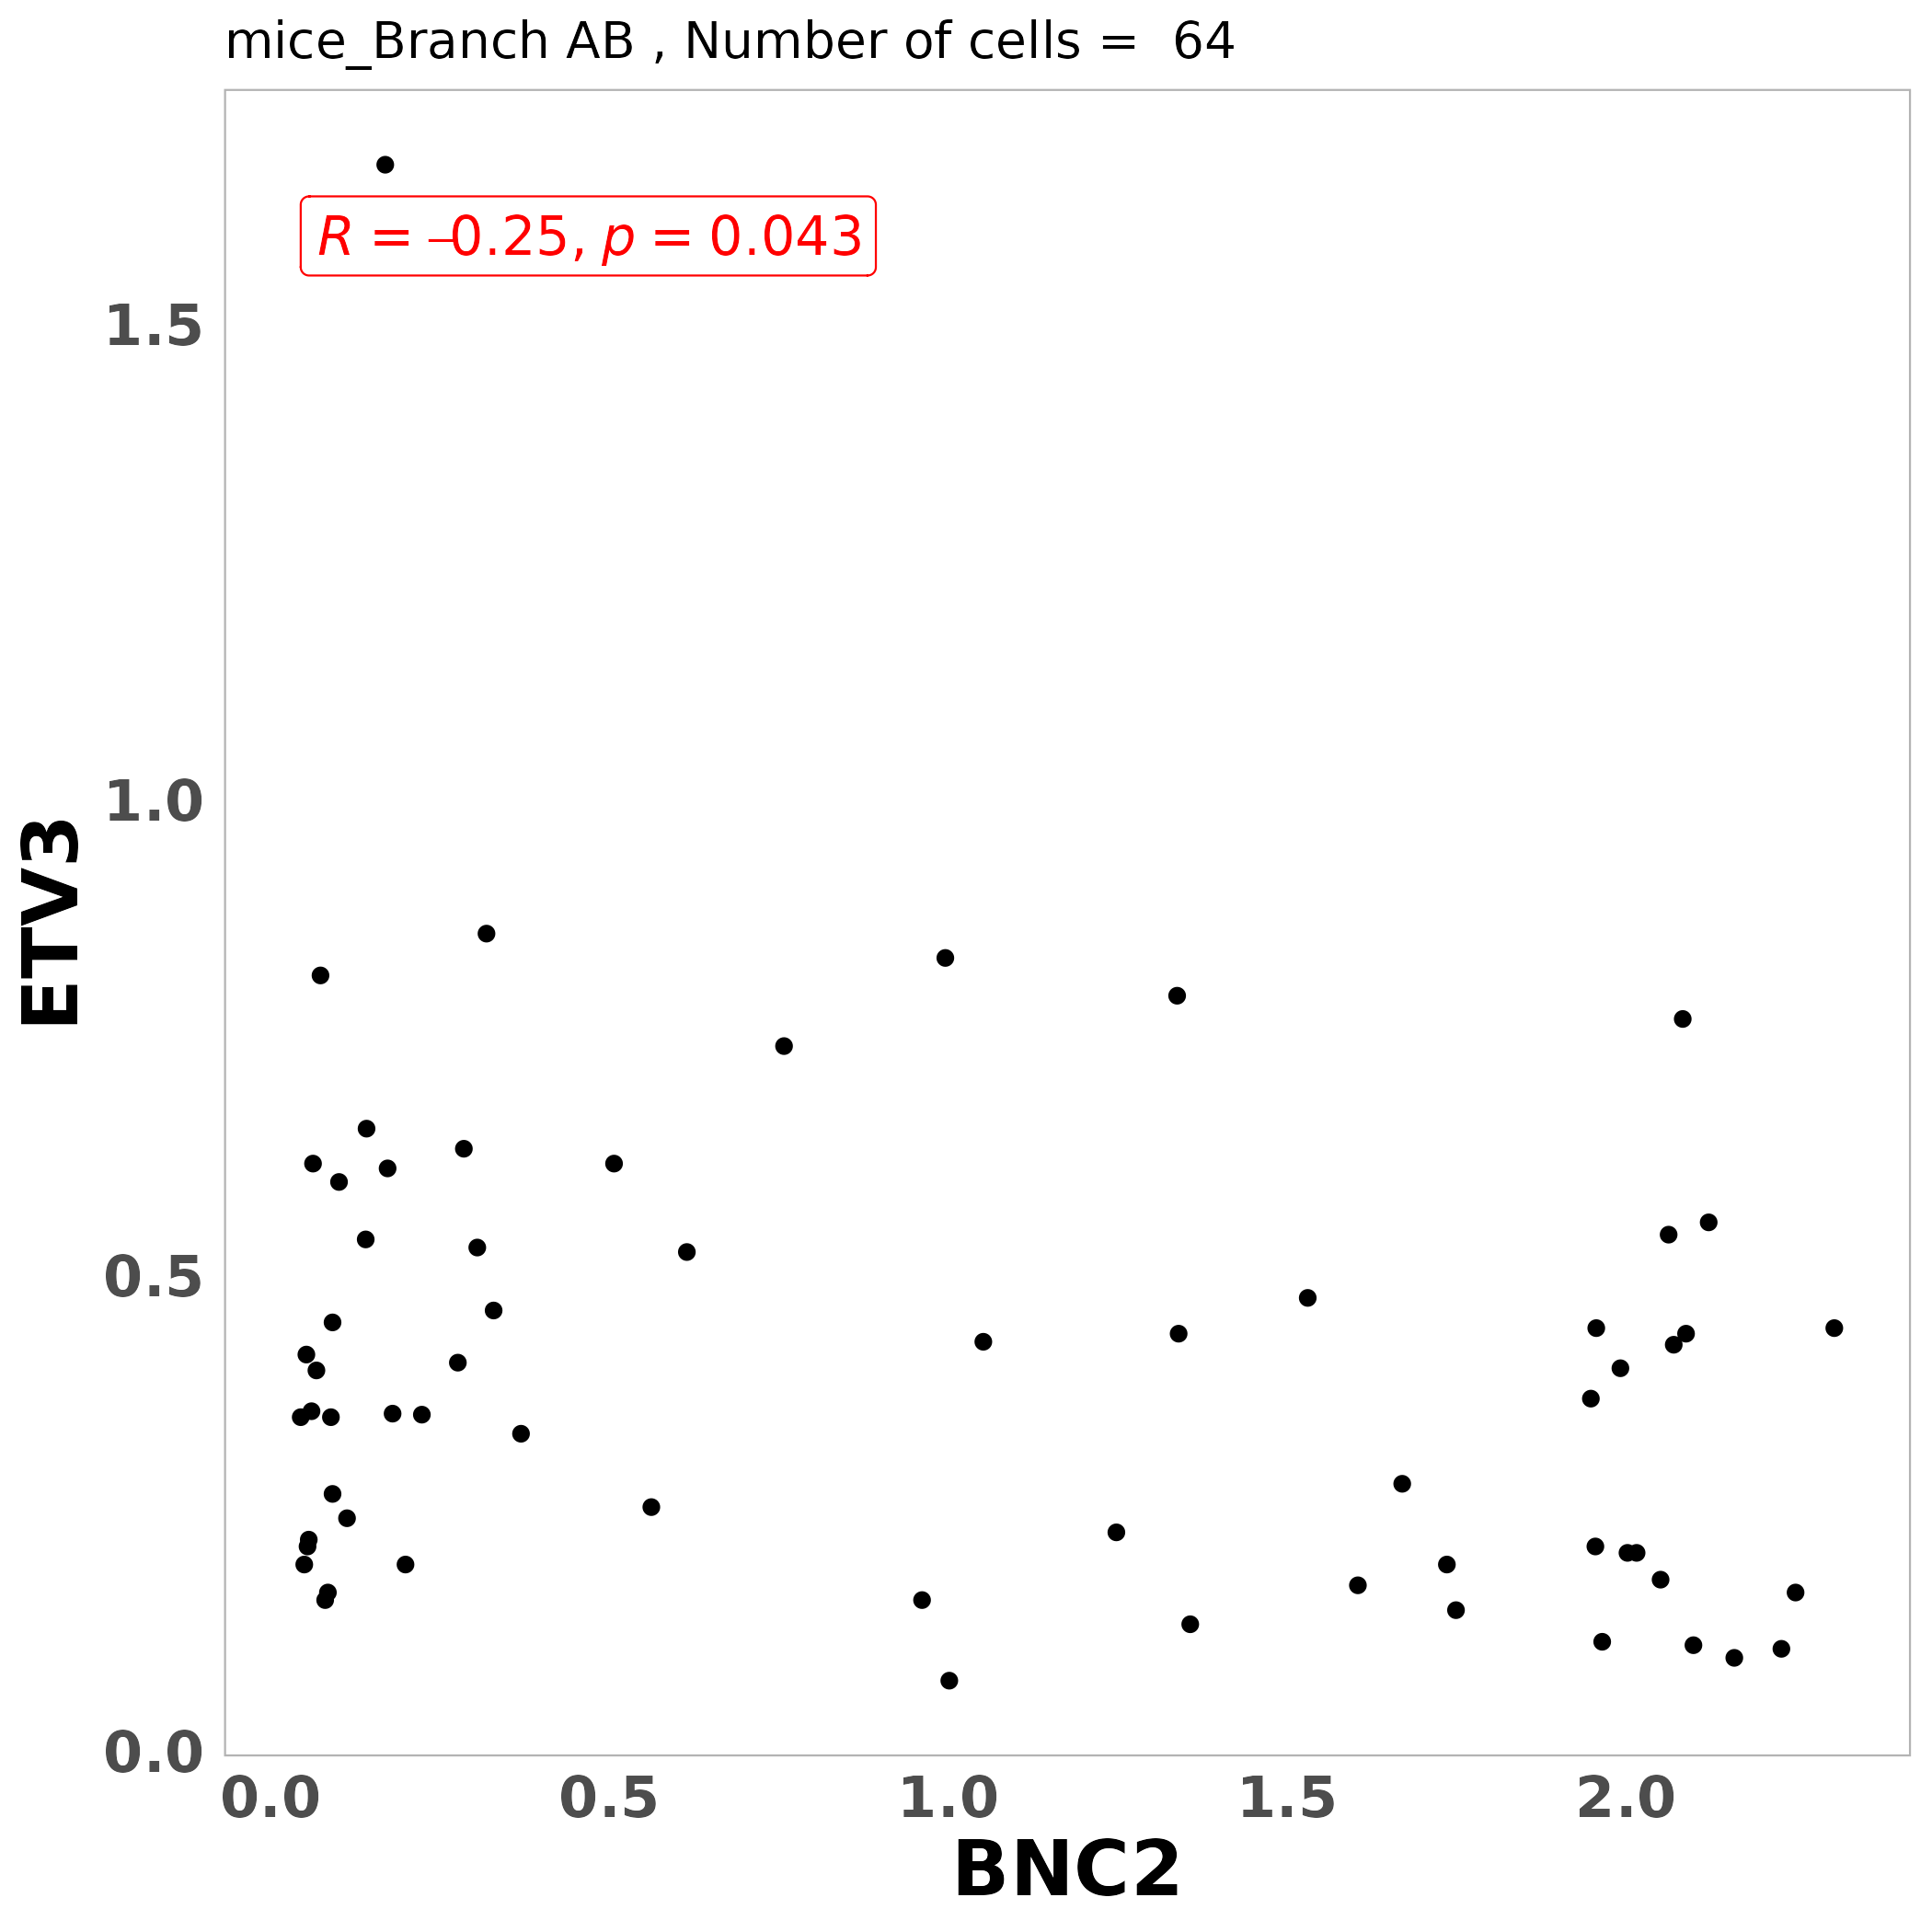 mice_Branch AB , Number of cells =  64
R = –0.25, p = 0.043
1.5
1.0
0.5
0.0
ETV3
0.0 0.5 1.0 1.5 2.0
BNC2